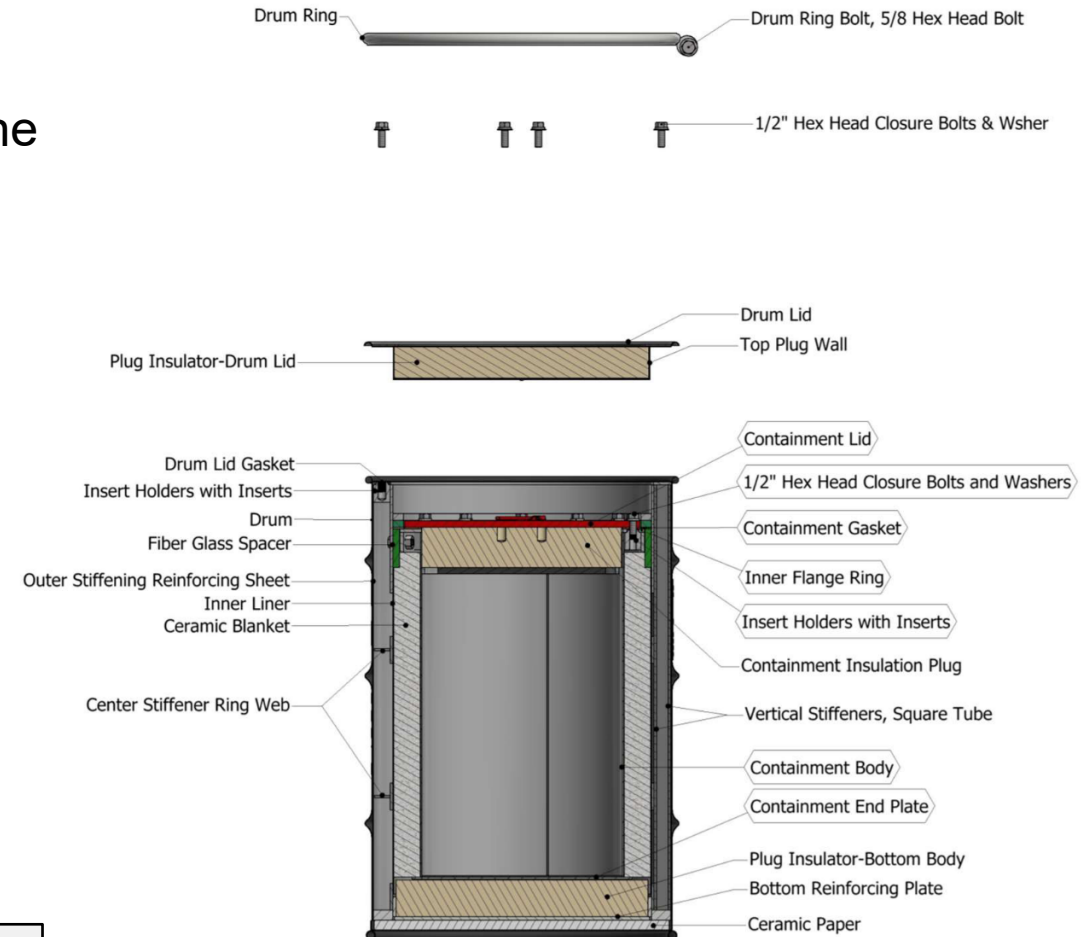 Drum Ring
Drum Ring Bolt, 5/8 Hex Head Bolt
ne
1/2" Hex Head Closure Bolts & Wsher
Drum Lid
Top Plug Wall
Plug Insulator-Drum Lid
Containment Lid
Drum Lid Gasket
1/2" Hex Head Closure Bolts and Washers
Insert Holders with Inserts
Drum
Containment Gasket
Fiber Glass Spacer
Inner Flange Ring
Outer Stiffening Reinforcing Sheet
Inner Liner
Insert Holders with Inserts
Ceramic Blanket
Containment Insulation Plug
Center Stiffener Ring Web
Vertical Stiffeners, Square Tube
Containment Body
Containment End Plate
Plug Insulator-Bottom Body
Bottom Reinforcing Plate
Ceramic Paper